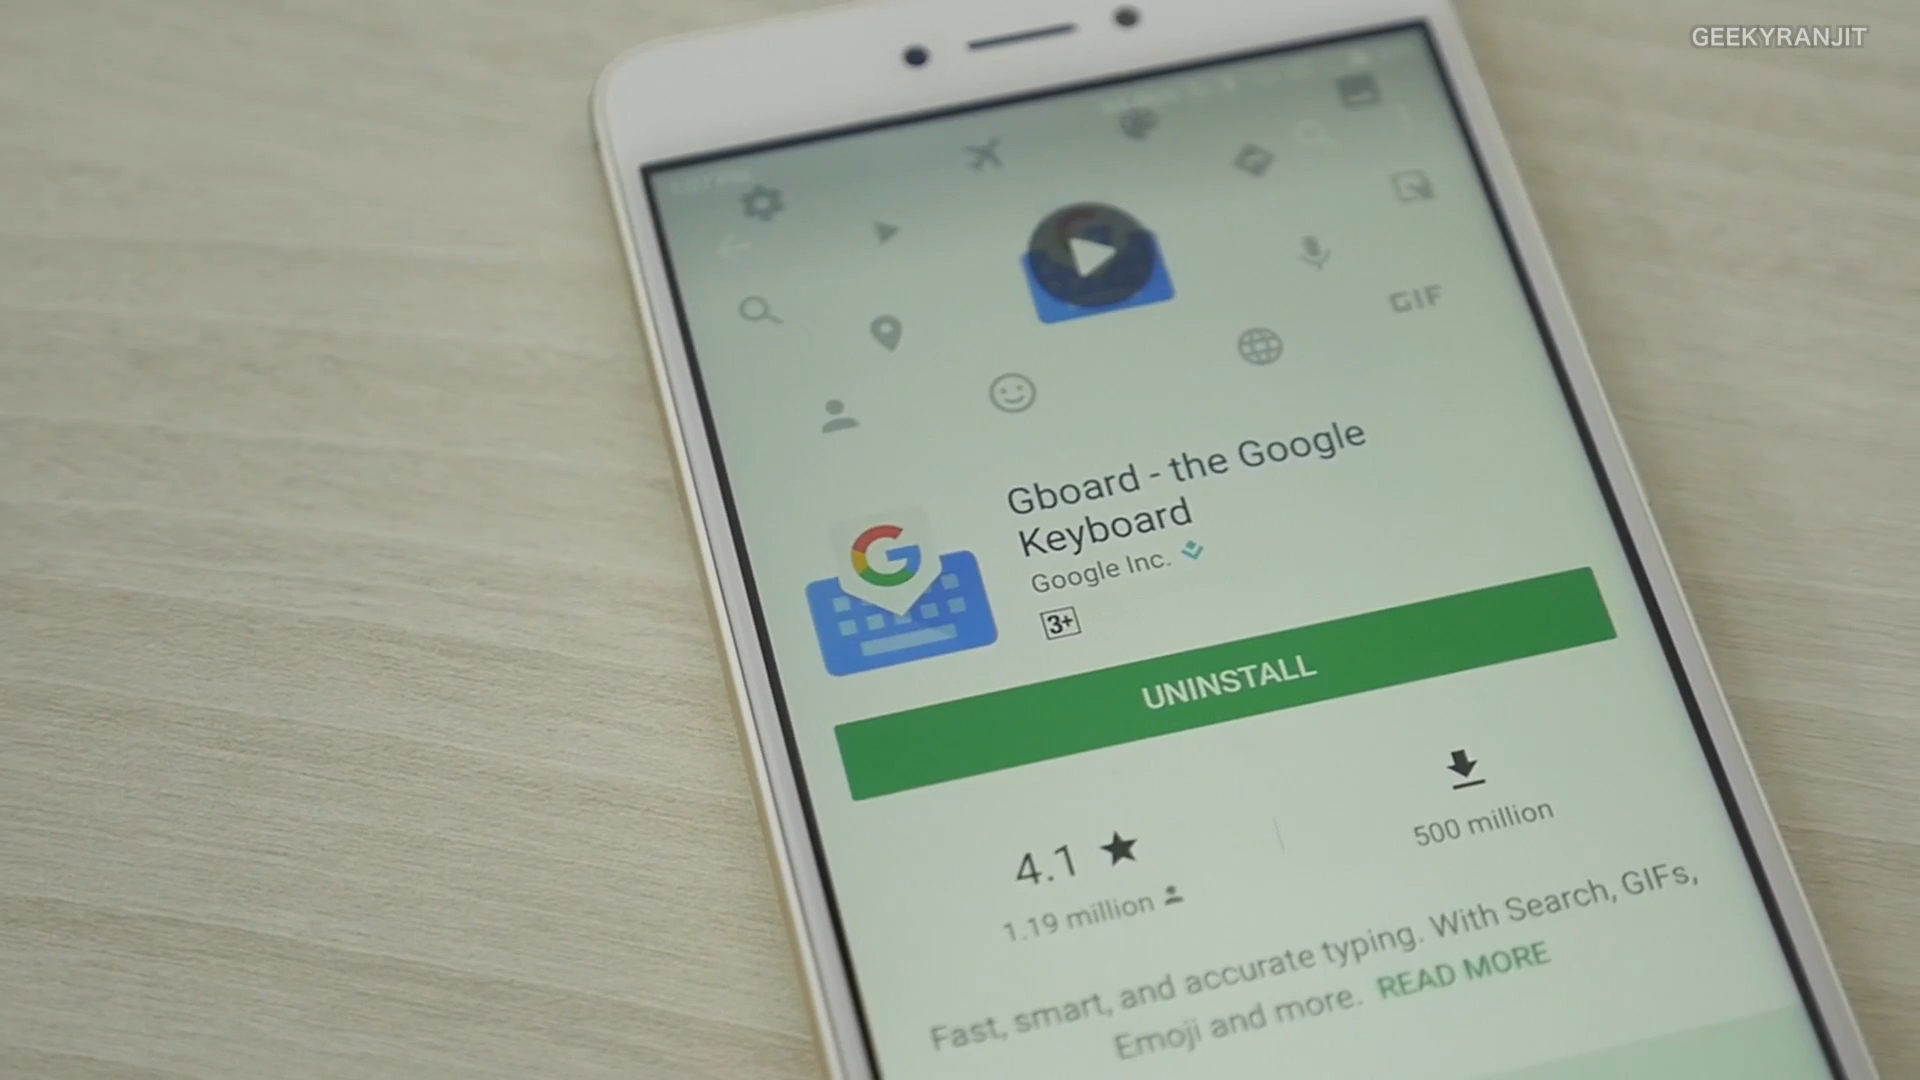 GEEKYRANJIT
GIF
Gboard - the Google
Keyboard
Google Inc.
3+
UNINSTALL
4.1
500 million
1.19 million
Fast, smart, and accurate typing. With Search, GIFs,
Emoji and more. READ MORE